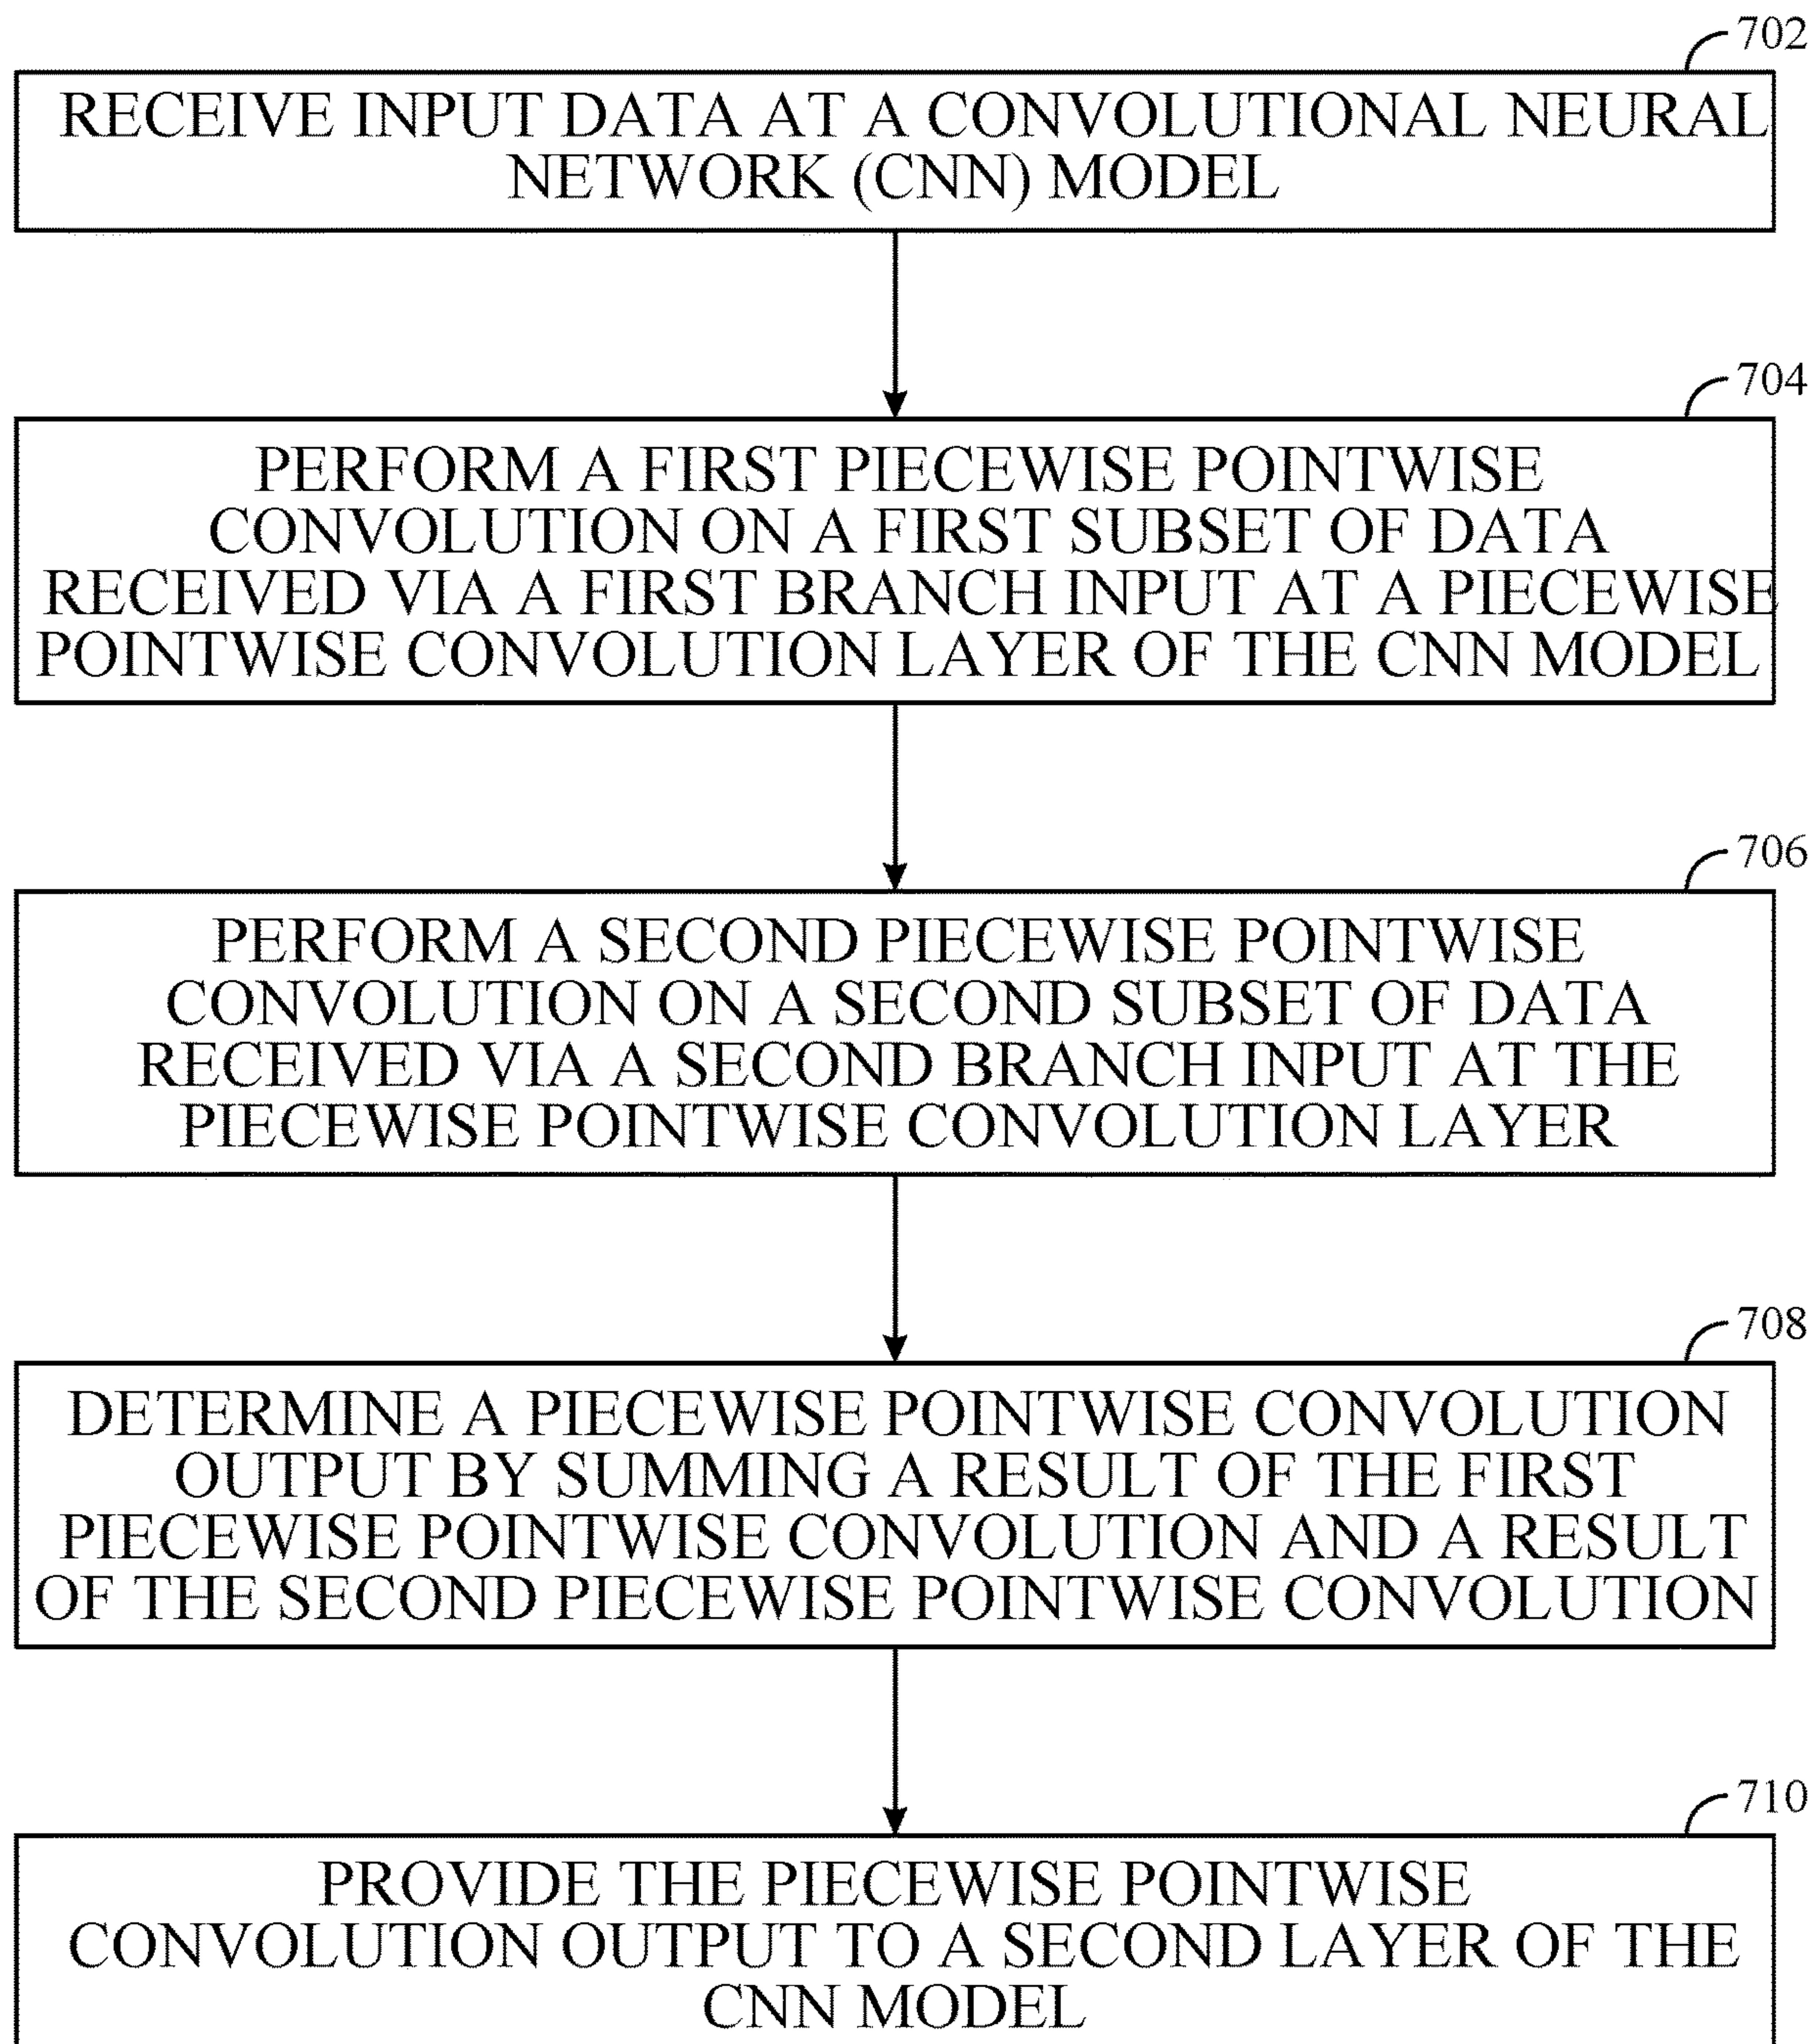 702
RECEIVE INPUT DATA AT A CONVOLUTIONAL NEURAL
NETWORK (CNN) MODEL
704
PERFORM A FIRST PIECEWISE POINTWISE
CONVOLUTION ON A FIRST SUBSET OF DATA
RECEIVED VIA A FIRST BRANCH INPUT AT A PIECEWISE
POINTWISE CONVOLUTION LAYER OF THE CNN MODEL
706
PERFORM A SECOND PIECEWISE POINTWISE
CONVOLUTION ON A SECOND SUBSET OF DATA
RECEIVED VIA A SECOND BRANCH INPUT AT THE
PIECEWISE POINTWISE CONVOLUTION LAYER
708
DETERMINE A PIECEWISE POINTWISE CONVOLUTION
OUTPUT BY SUMMING A RESULT OF THE FIRST
PIECEWISE POINTWISE CONVOLUTION AND A RESULT
OF THE SECOND PIECEWISE POINTWISE CONVOLUTION
710
PROVIDE THE PIECEWISE POINTWISE
CONVOLUTION OUTPUT TO A SECOND LAYER OF THE
CNN MODEL